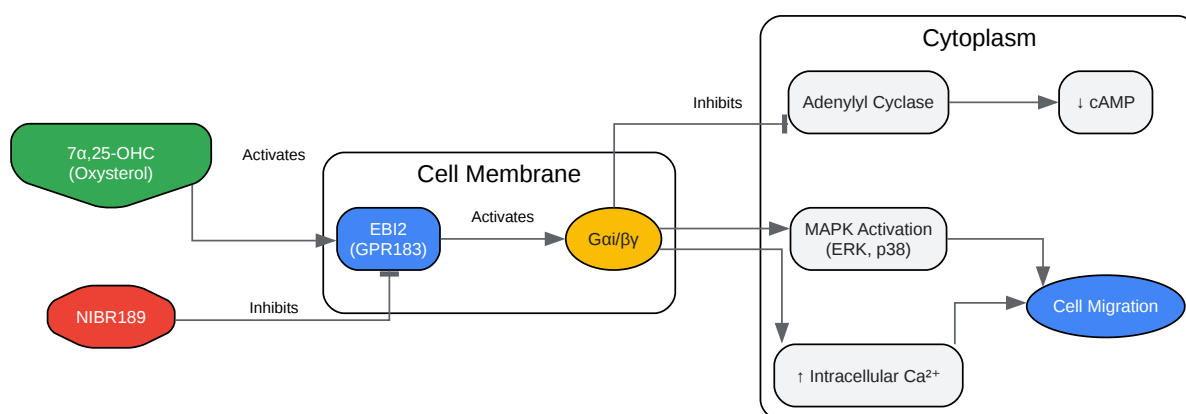 Cytoplasm
Inhibits
Adenylyl Cyclase
↓ cAMP
7α,25-OHC
(Oxysterol)
Activates
Cell Membrane
EBI2
(GPR183)
Activates
Gαi/βγ
MAPK Activation
(ERK, p38)
NIBR189
Inhibits
Cell Migration
↑ Intracellular Ca²⁺